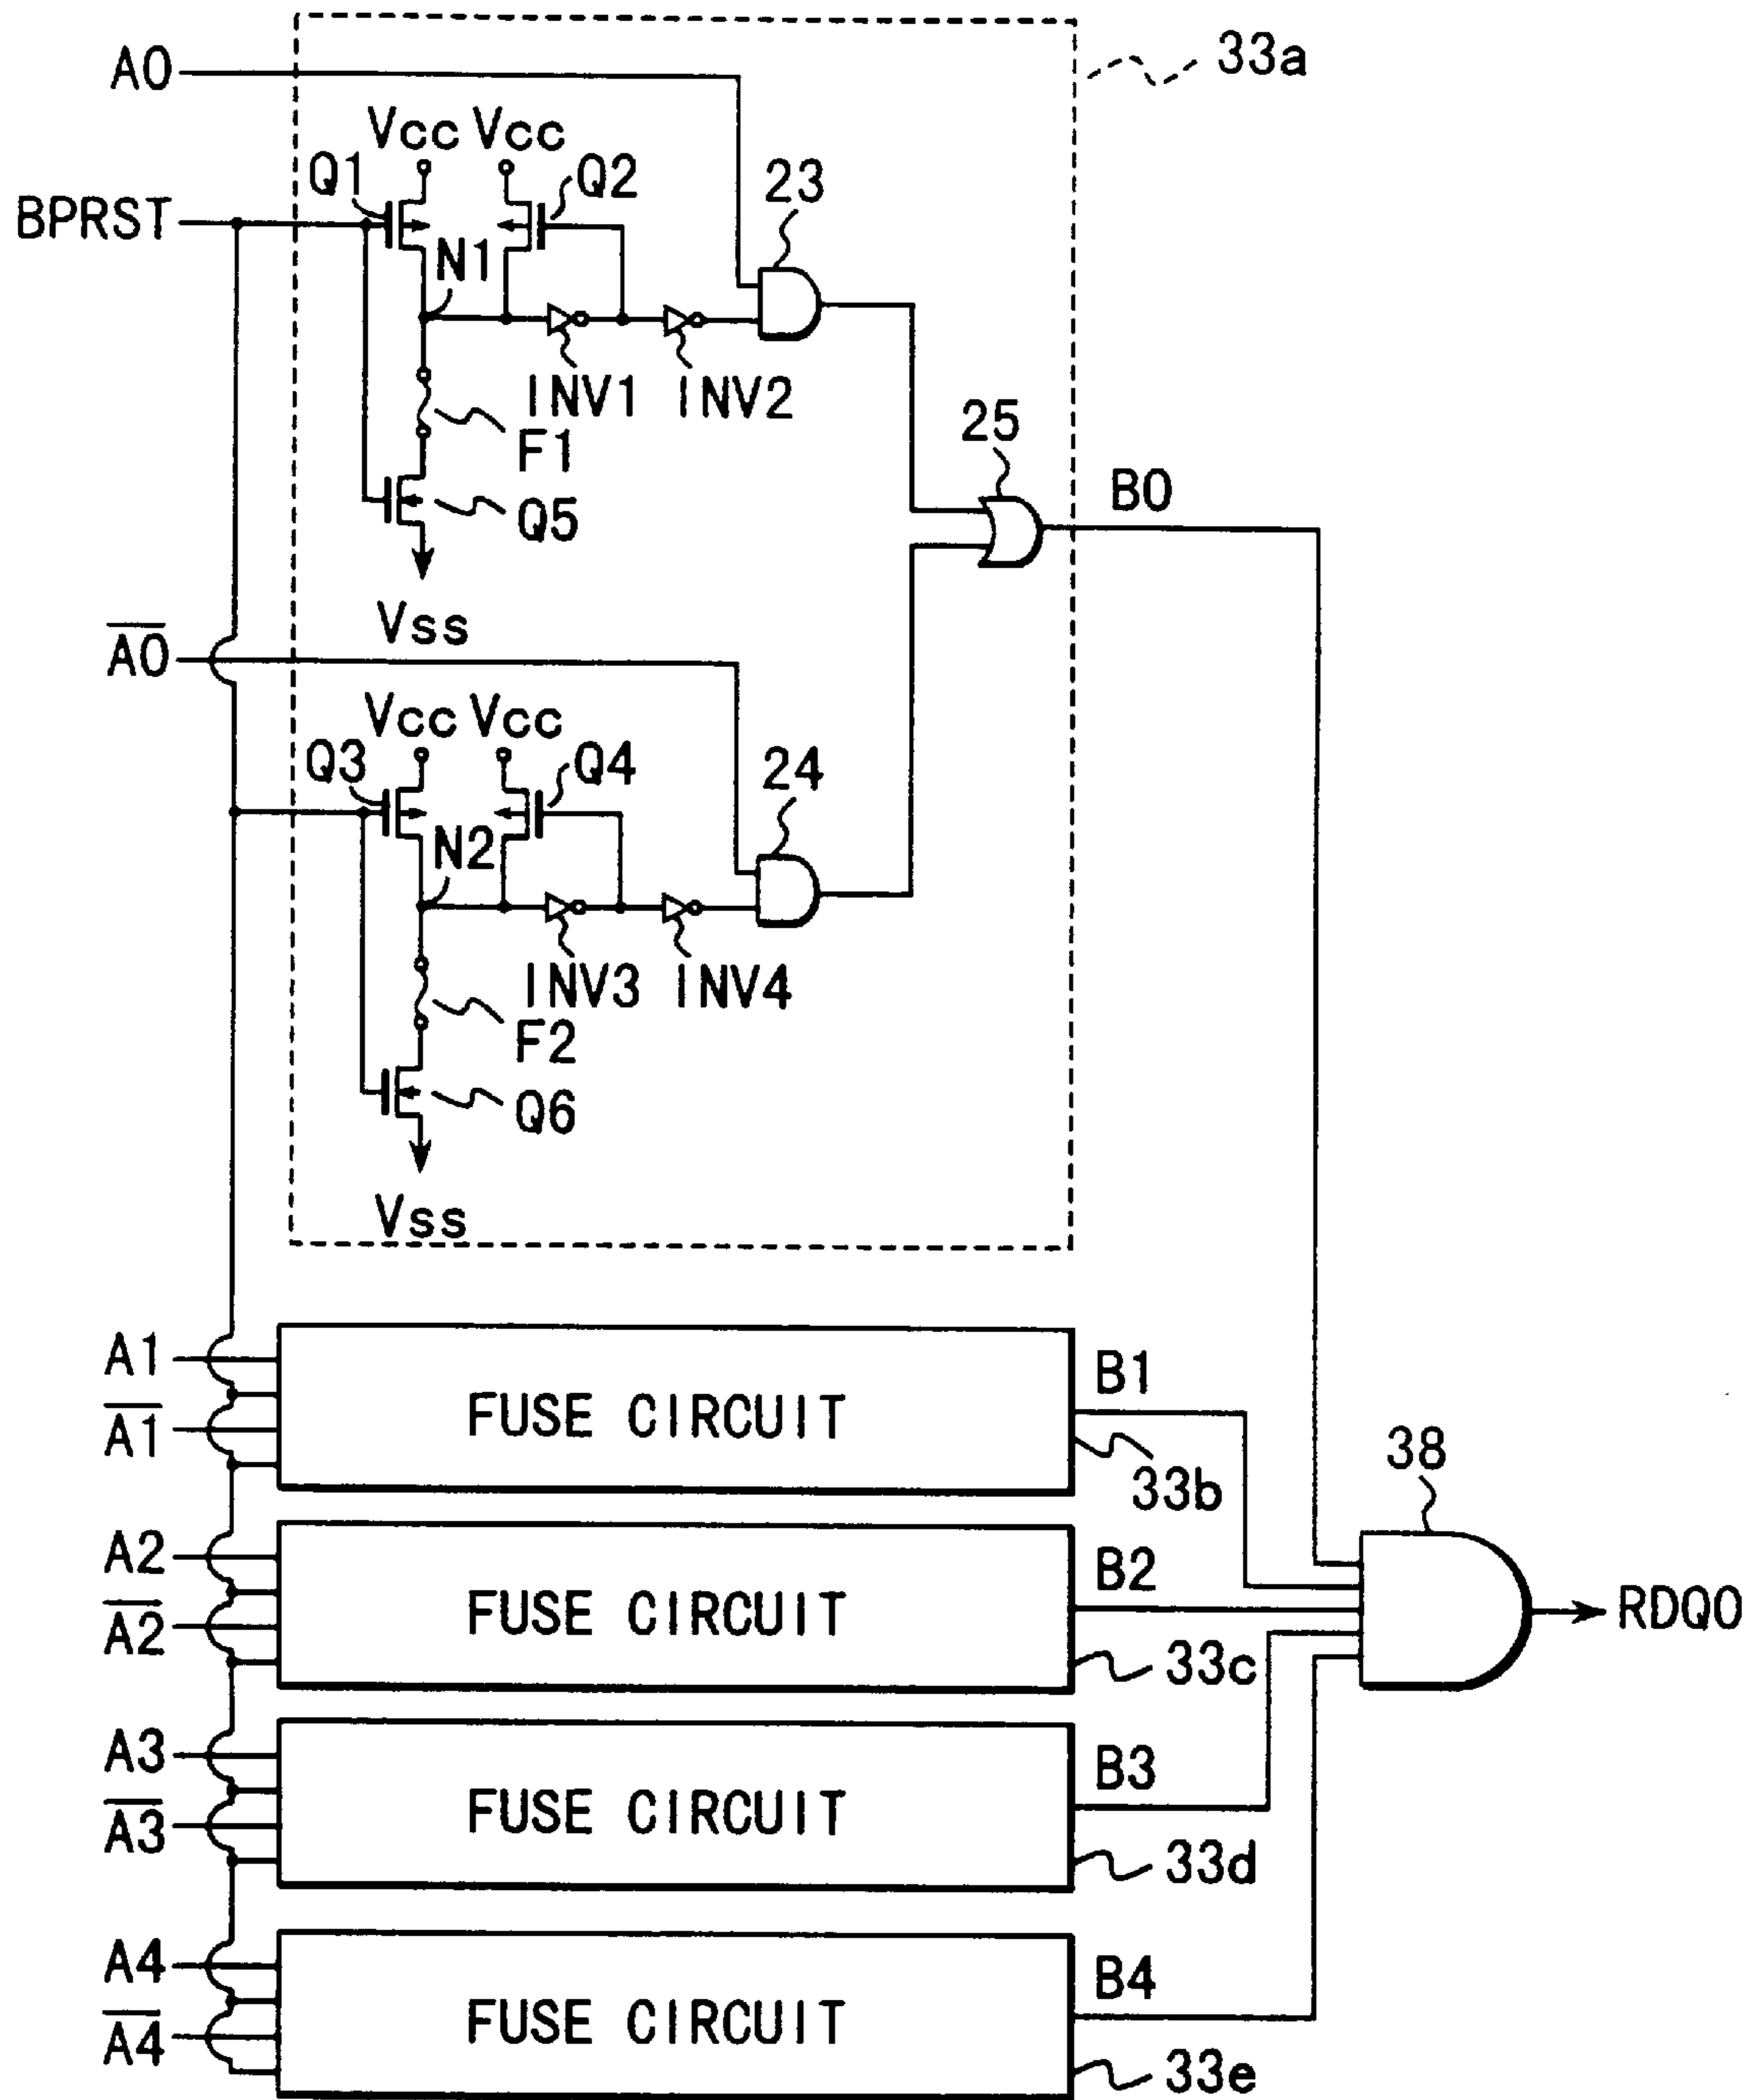 A0
33a
Vcc Vcc
Q1
Q2
23
BPRST
N1
INV1 INV2
F1
25
B0
Q5
Vss
A0
Vcc Vcc
Q3
Q4
24
N2
INV3 INV4
F2
Q6
Vss
A1
B1
FUSE CIRCUIT
A1
33b
38
A2
B2
FUSE CIRCUIT
A2
RDQ0
33c
A3
B3
FUSE CIRCUIT
A3
33d
A4
B4
FUSE CIRCUIT
A4
33e